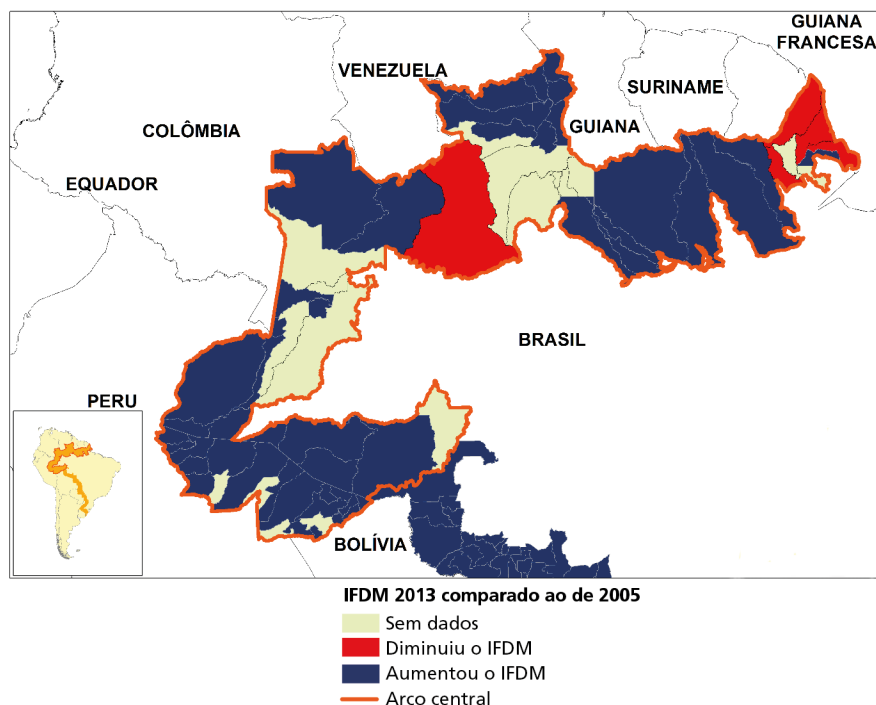 GUIANA
FRANCESA
VENEZUELA
SURINAME
COLÔMBIA
GUIANA
EQUADOR
BRASIL
PERU
BOLÍVIA
IFDM 2013 comparado ao de 2005
Sem dados
Diminuiu o IFDM
Aumentou o IFDM
Arco central